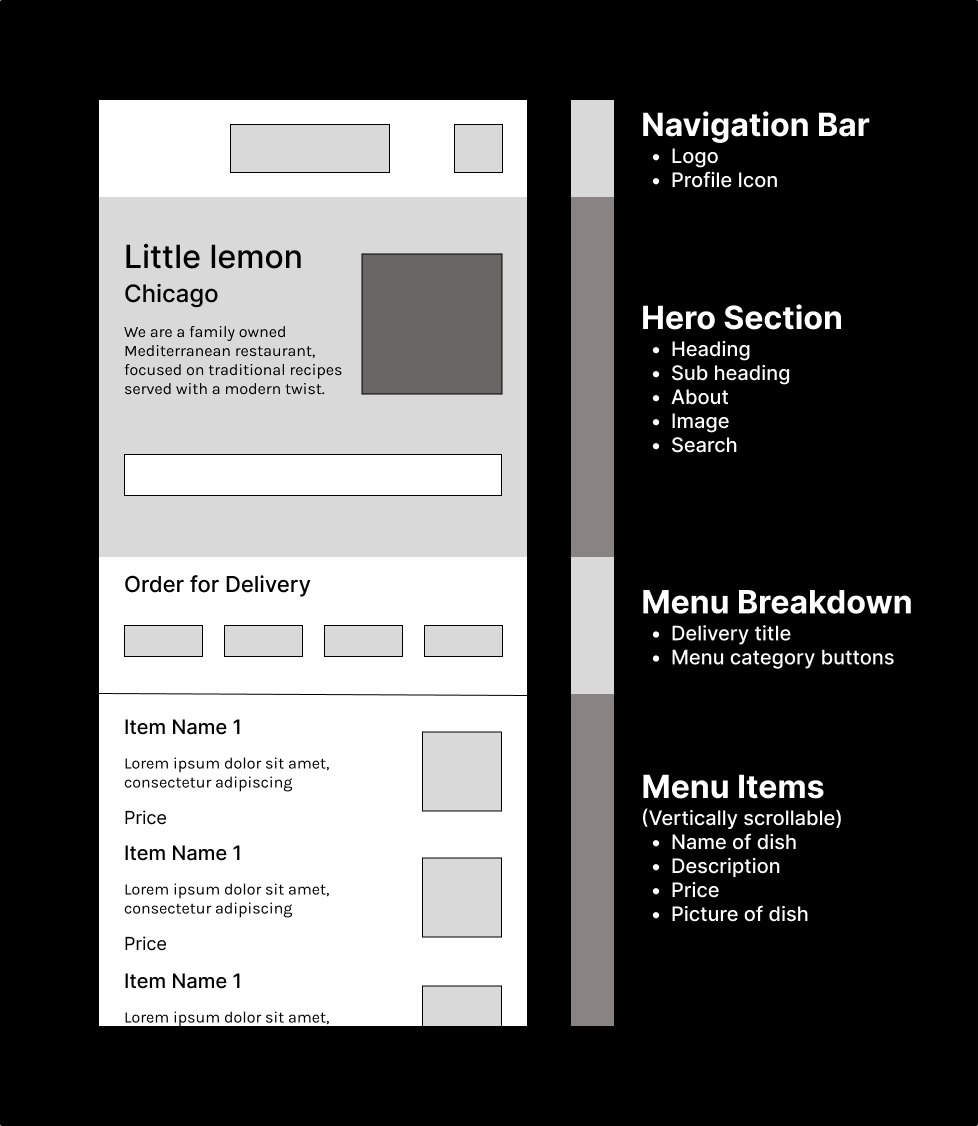 Little lemon
Chicago
We are a family owned
Mediterranean restaurant,
focused on traditional recipes
served with a modern twist.
Order for Delivery
Item Name 1
Lorem ipsum dolor sit amet,
consectetur adipiscing
Price
Item Name 1
Lorem ipsum dolor sit amet,
consectetur adipiscing
Price
Item Name 1
Lorem ipsum dolor sit amet,
Navigation Bar
• Logo
• Profile Icon
Hero Section
• Heading
• Sub heading
• About
• Image
• Search
Menu Breakdown
• Delivery title
• Menu category buttons
Menu Items
(Vertically scrollable)
• Name of dish
• Description
• Price
• Picture of dish